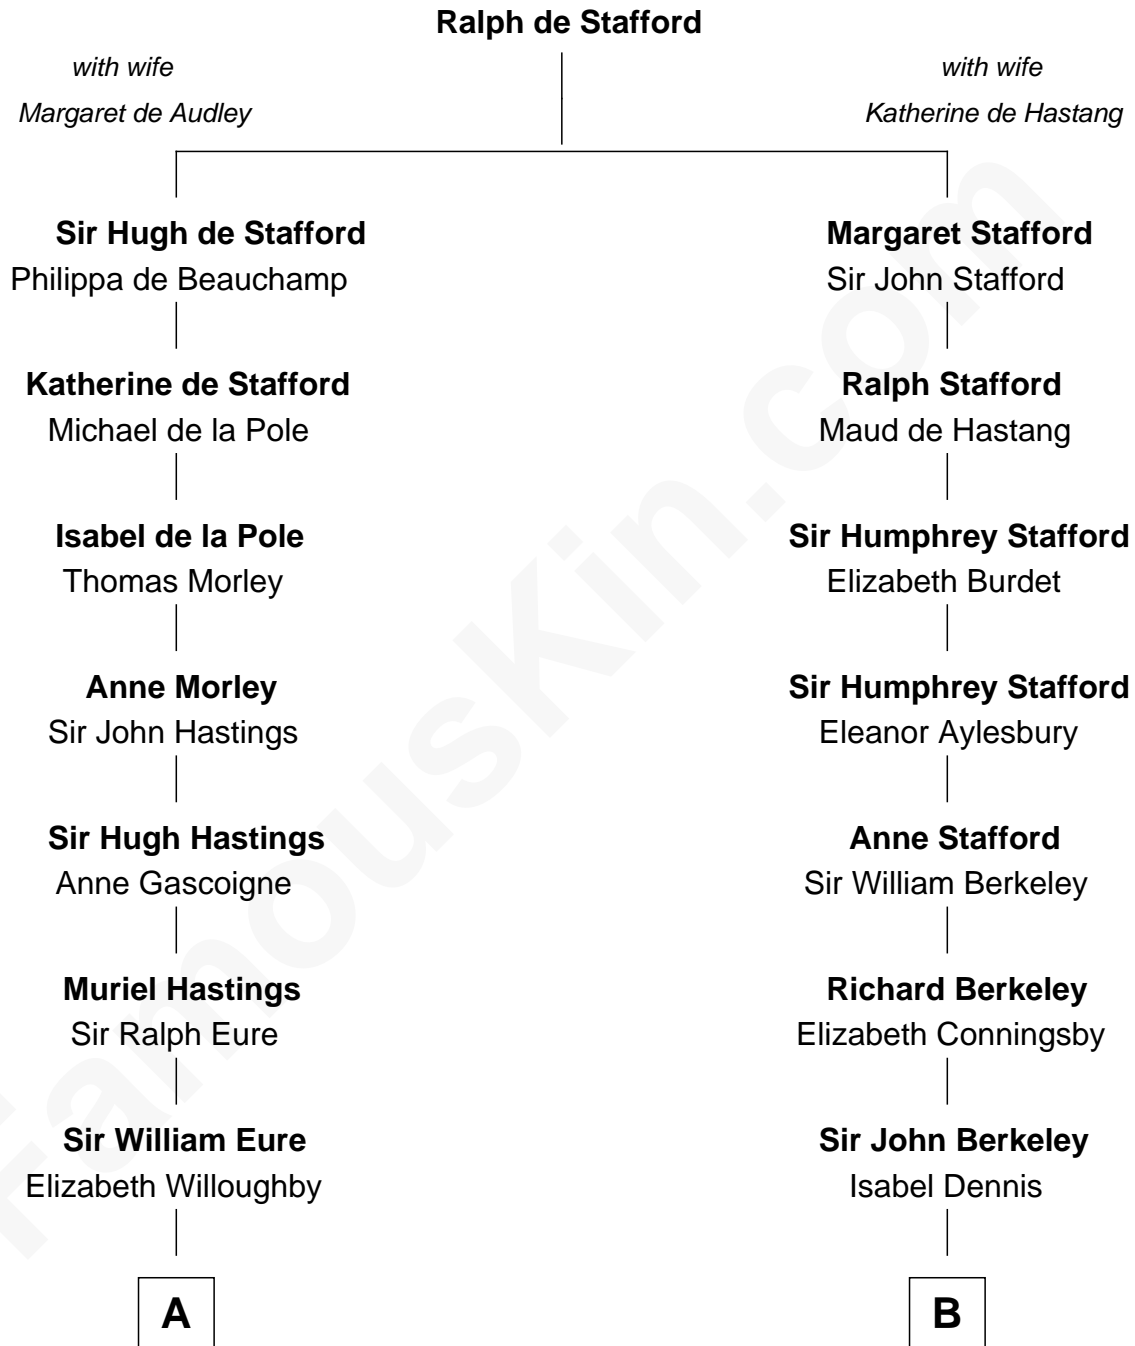 Ralph de Stafford
with wife
Margaret de Audley
with wife
Katherine de Hastang
Sir Hugh de Stafford
Philippa de Beauchamp
Margaret Stafford
Sir John Stafford
Katherine de Stafford
Michael de la Pole
Ralph Stafford
Maud de Hastang
Isabel de la Pole
Thomas Morley
Sir Humphrey Stafford
Elizabeth Burdet
Anne Morley
Sir John Hastings
Sir Humphrey Stafford
Eleanor Aylesbury
Sir Hugh Hastings
Anne Gascoigne
Anne Stafford
Sir William Berkeley
Muriel Hastings
Sir Ralph Eure
Richard Berkeley
Elizabeth Conningsby
Sir William Eure
Elizabeth Willoughby
Sir John Berkeley
Isabel Dennis
A
B
FamousKin.com